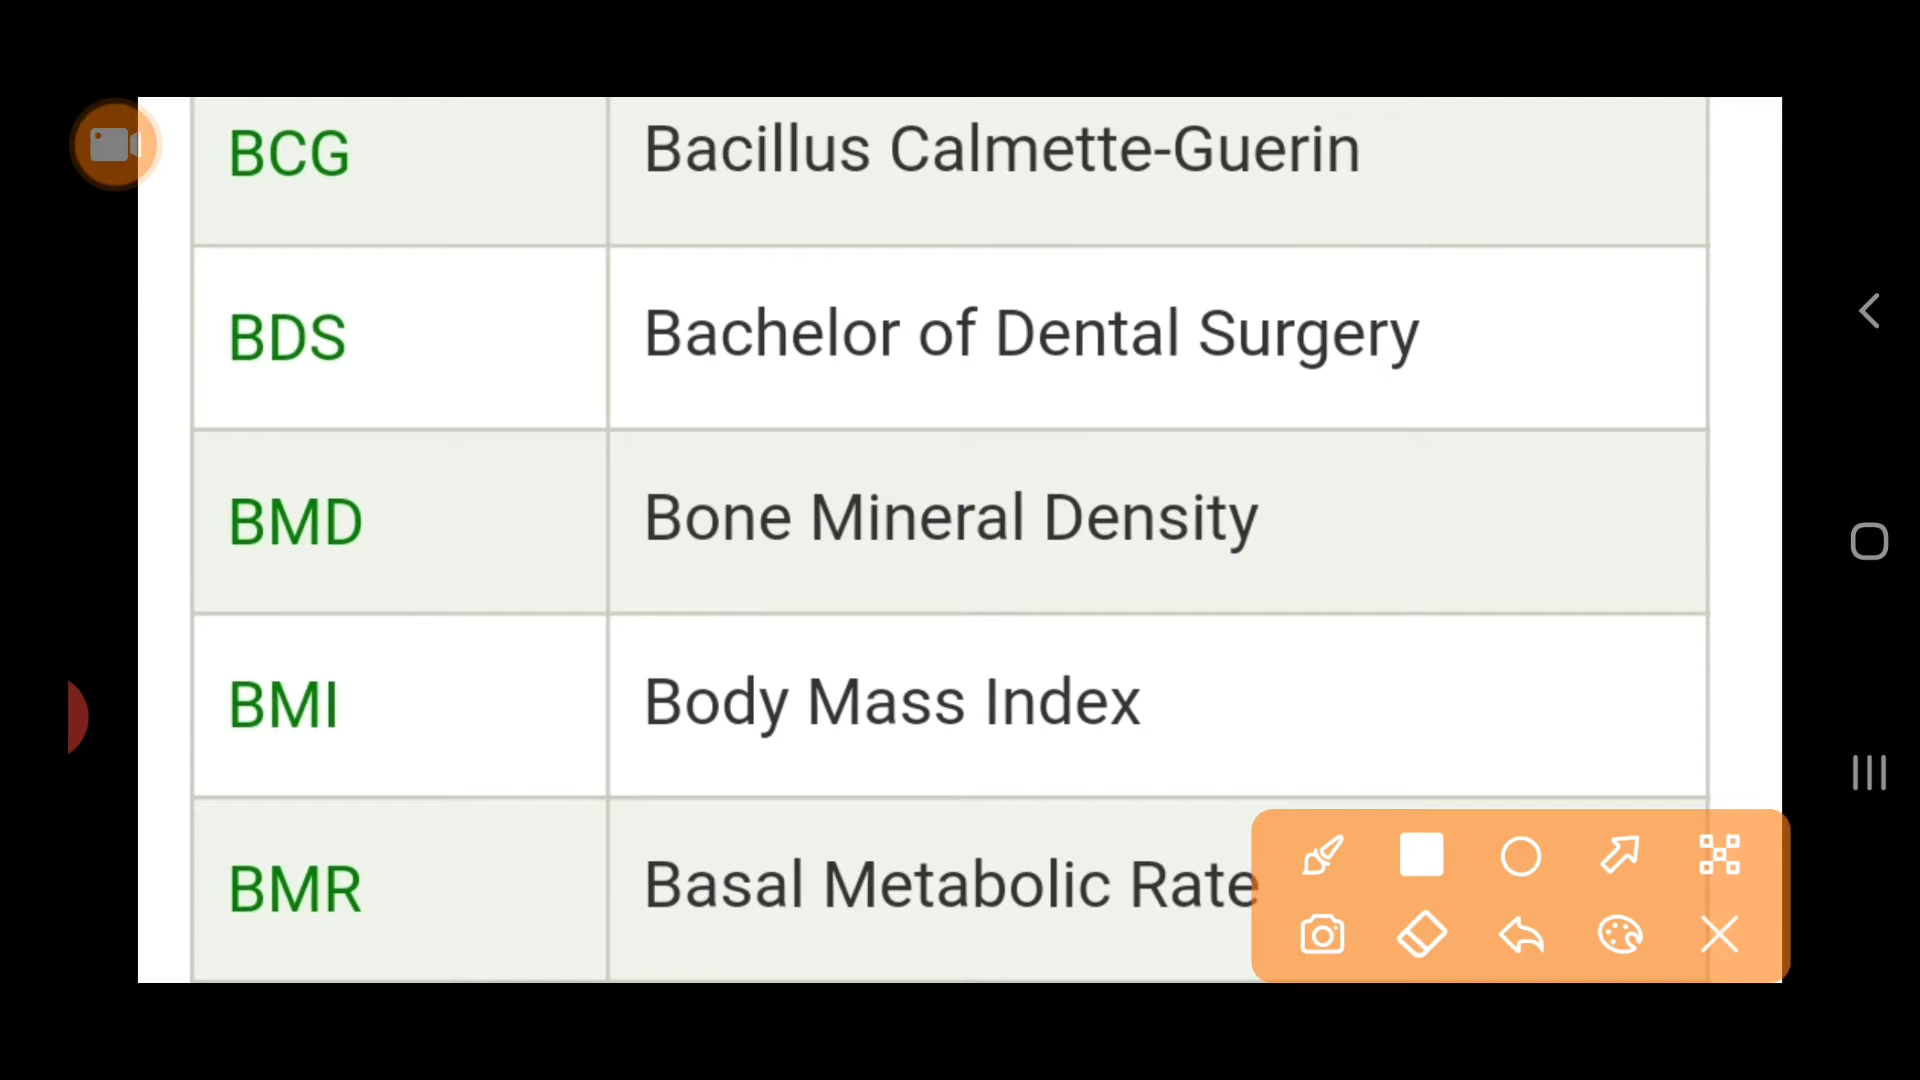 BCG Bacillus Calmette-Guerin
BDS Bachelor of Dental Surgery
BMD Bone Mineral Density
BMI Body Mass Index
BMR Basal Metabolic Rate